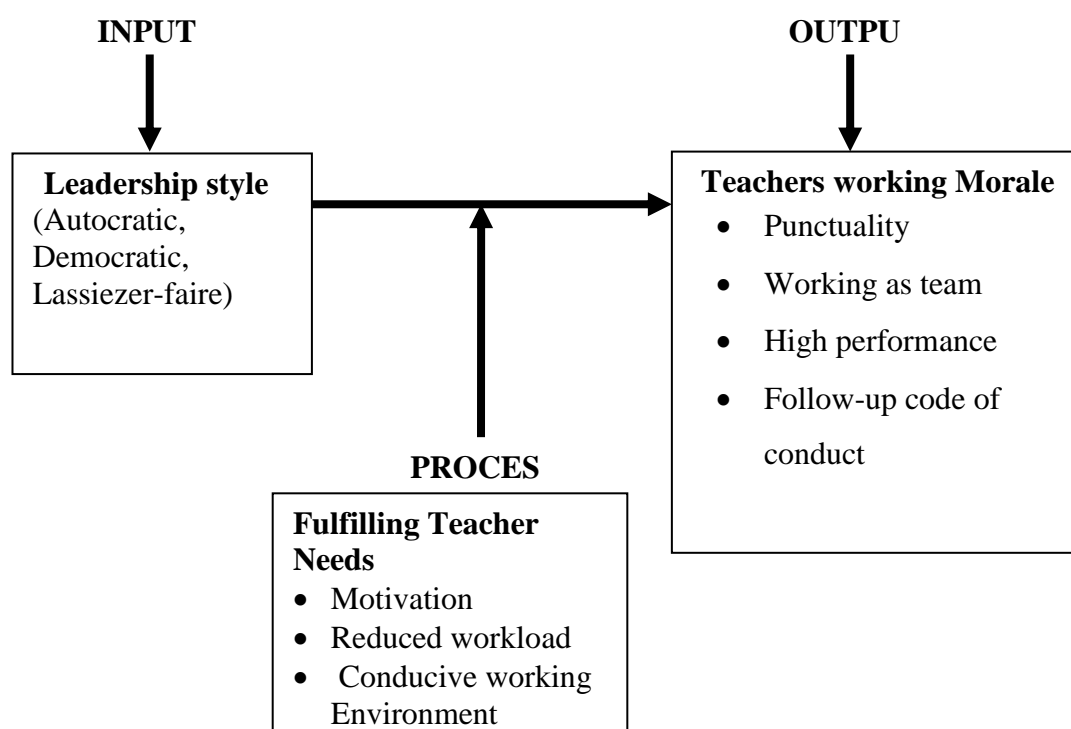 INPUT
OUTPU
Leadership style
(Autocratic,
Democratic,
Lassiezer-faire)
Teachers working Morale
• Punctuality
• Working as team
• High performance
• Follow-up code of
conduct
PROCES
Fulfilling Teacher
Needs
• Motivation
• Reduced workload
• Conducive working
Environment